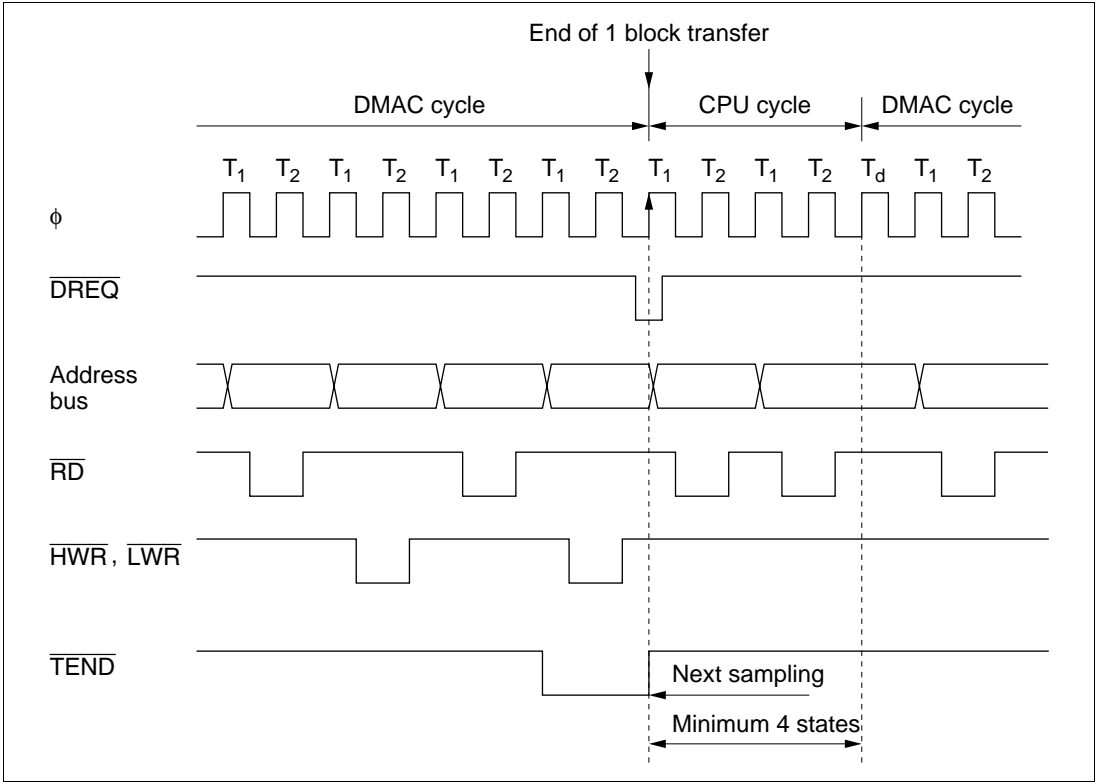 End of 1 block transfer
DMAC cycle CPU cycle DMAC cycle
T1 T2 T1 T2 T1 T2 T1 T2 T1 T2 T1 T2 Td T1 T2
ϕ
DREQ
Address
bus
RD
HWR, LWR
TEND
Next sampling
Minimum 4 states